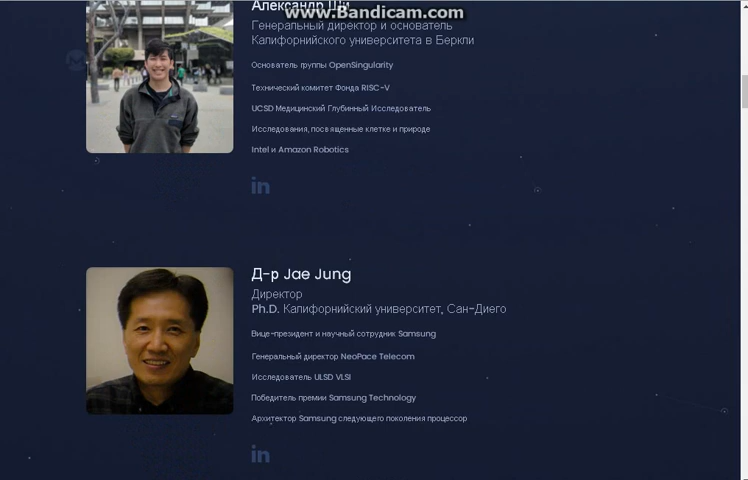 www.Bandicam.com
Александр Ши
Генеральный директор и основатель
Калифорнийского университета в Беркли
Основатель группы OpenSingularity
Технический комитет Фонда RISC-V
UCSD Медицинский Глубинный Исследователь
Исследования, посвященные клетке и природе
Intel и Amazon Robotics
in
Д-р Jae Jung
Директор
Ph.D. Калифорнийский университет, Сан-Диего
Вице-президент и научный сотрудник Samsung
Генеральный директор NeoPace Telecom
Исследователь ULSD VLSI
Победитель премии Samsung Technology
Архитектор Samsung следующего поколения процессор
in